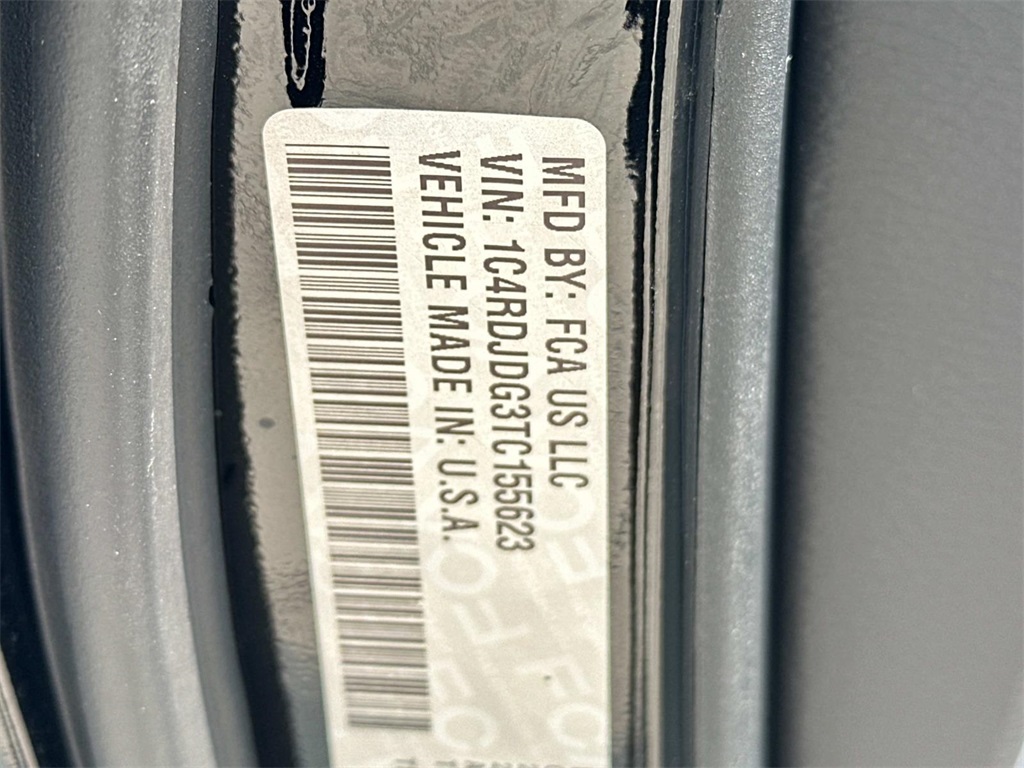 MFD BY: FCA US LLC
VIN: 1C4RDJDG3TC155623
VEHICLE MADE IN: U.S.A.